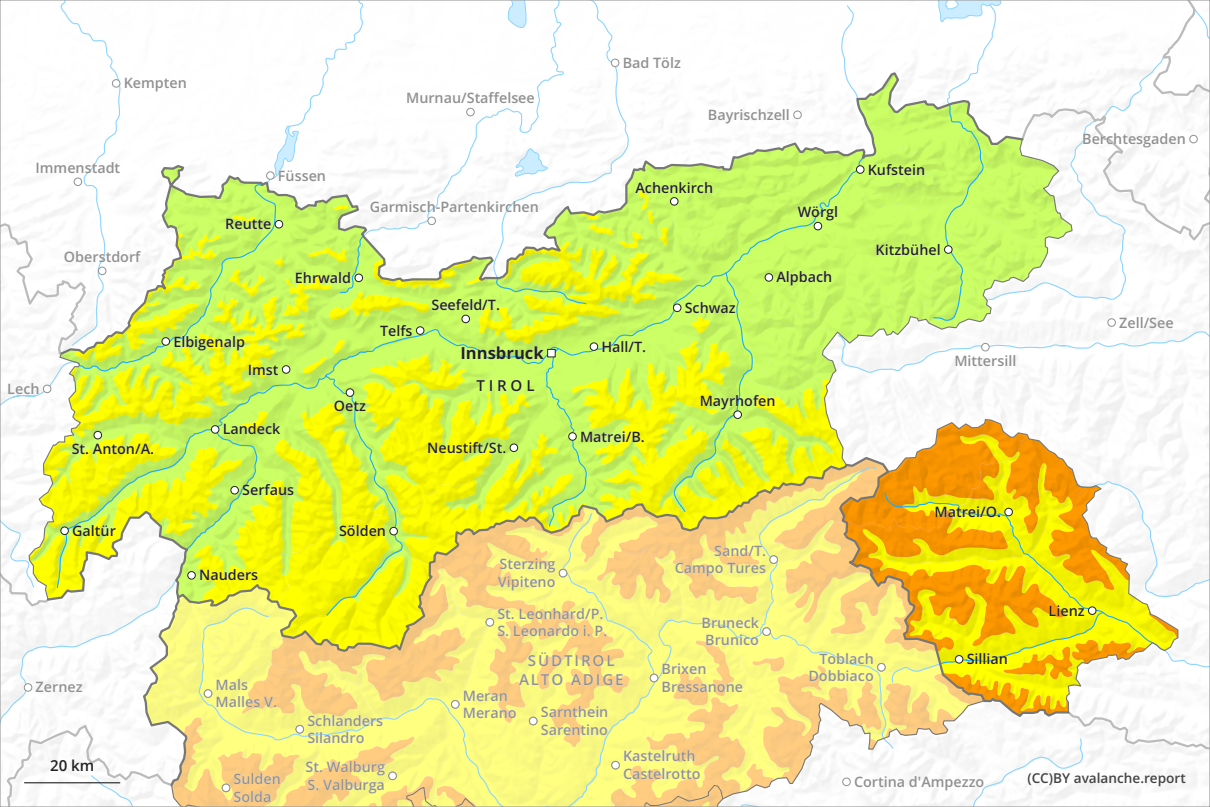 Kempten
Bad Tölz
Murnau/Staffelsee
Bayrischzell
Berchtesgaden
Immenstadt
Füssen
Kufstein
Achenkirch
Garmisch-Partenkirchen
Wörgl
Reutte
Kitzbühel
Oberstdorf
Ehrwald
Alpbach
Seefeld/T.
Schwaz
Telfs
Zell/See
Elbigenalp
Innsbruck
Hall/T.
Mittersill
Imst
TIROL
Lech
Oetz
Mayrhofen
Landeck
Matrei/B.
St. Anton/A.
Neustift/St.
Serfaus
Matrei/O.
Galtür
Sölden
Sterzing
Vipiteno
Sand/T.
Campo Tures
Nauders
St. Leonhard/P.
S. Leonardo i. P.
Lienz
Bruneck
Brunico
Sillian
SÜDTIROL
ALTO ADIGE
Toblach
Dobbiaco
Brixen
Bressanone
Zernez
Mals
Malles V.
Meran
Merano
Sarnthein
Sarentino
Schlanders
Silandro
Kastelruth
Castelrotto
20 km
St. Walburg
S. Valburga
Sulden
Solda
Cortina d'Ampezzo
(CC)BY avalanche.report